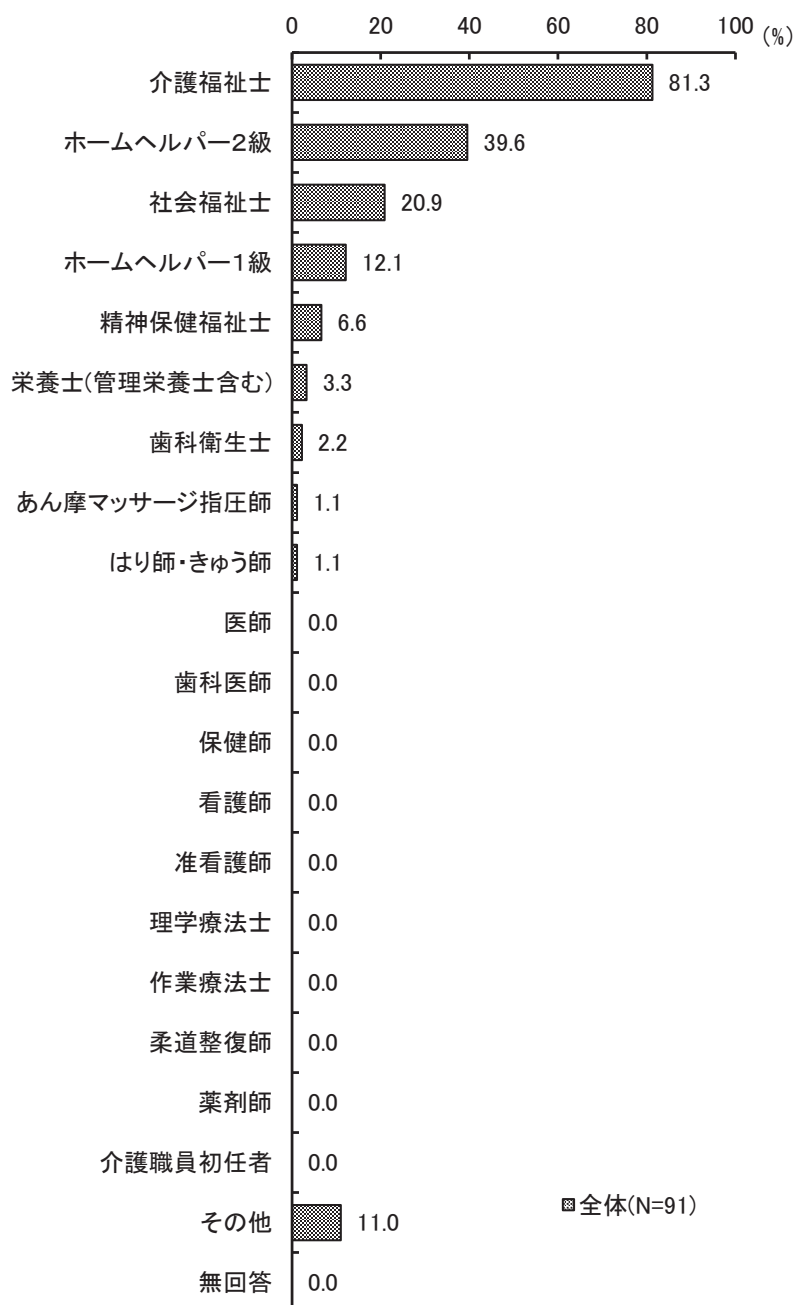 0 20 40 60 80 100 (%)
介護福祉士 81.3
ホームヘルパー2級 39.6
社会福祉士 20.9
ホームヘルパー1級 12.1
精神保健福祉士 6.6
栄養士(管理栄養士含む) 3.3
歯科衛生士 2.2
あん摩マッサージ指圧師 1.1
はり師・きゅう師 1.1
医師 0.0
歯科医師 0.0
保健師 0.0
看護師 0.0
准看護師 0.0
理学療法士 0.0
作業療法士 0.0
柔道整復師 0.0
薬剤師 0.0
介護職員初任者 0.0
その他 11.0
全体(N=91)
無回答 0.0